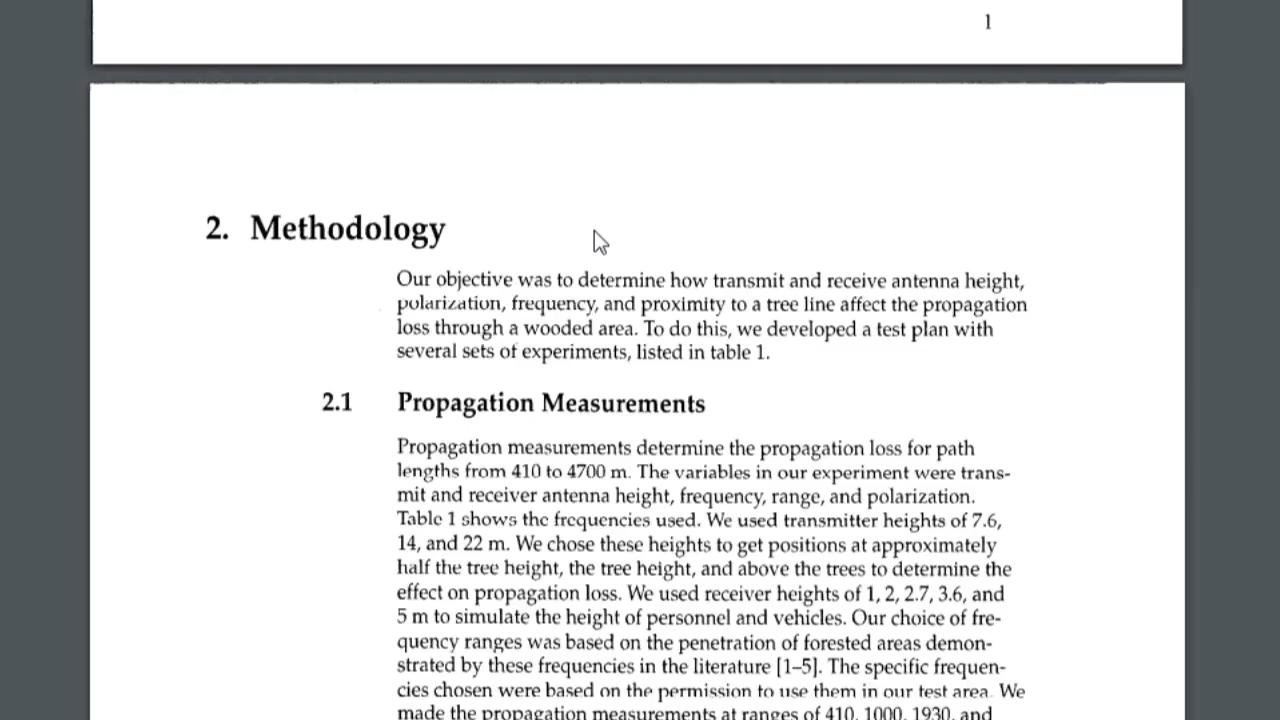 1
2. Methodology
Our objective was to determine how transmit and receive antenna height,
polarization, frequency, and proximity to a tree line affect the propagation
loss through a wooded area. To do this, we developed a test plan with
several sets of experiments, listed in table 1.
2.1 Propagation Measurements
Propagation measurements determine the propagation loss for path
lengths from 410 to 4700 m. The variables in our experiment were trans-
mit and receiver antenna height, frequency, range, and polarization.
Table 1 shows the frequencies used. We used transmitter heights of 7.6,
14, and 22 m. We chose these heights to get positions at approximately
half the tree height, the tree height, and above the trees to determine the
effect on propagation loss. We used receiver heights of 1, 2, 2.7, 3.6, and
5 m to simulate the height of personnel and vehicles. Our choice of fre-
quency ranges was based on the penetration of forested areas demon-
strated by these frequencies in the literature [1–5]. The specific frequen-
cies chosen were based on the permission to use them in our test area. We
made the propagation measurements at ranges of 410, 1000, 1930, and